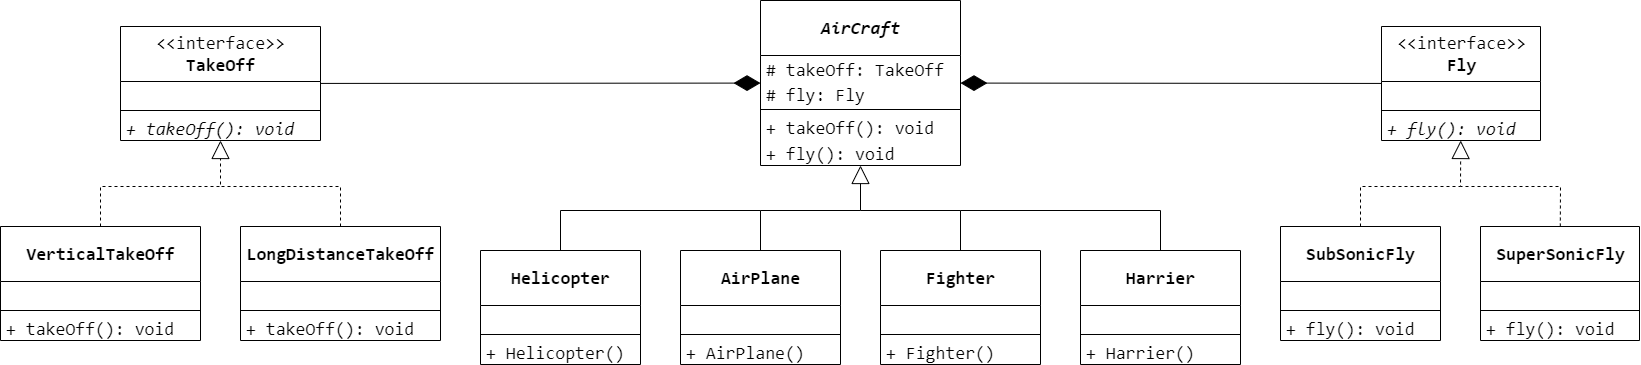 <<interface>>
TakeOff
+ takeOff(): void
VerticalTakeOff
+ takeOff(): void
LongDistanceTakeOff
+ takeOff(): void
AirCraft
# takeOff: TakeOff
# fly: Fly
+ takeOff(): void
+ fly(): void
Helicopter
+ Helicopter()
AirPlane
+ AirPlane()
Fighter
+ Fighter()
Harrier
+ Harrier()
<<interface>>
Fly
+ fly(): void
SubSonicFly
+ fly(): void
SuperSonicFly
+ fly(): void